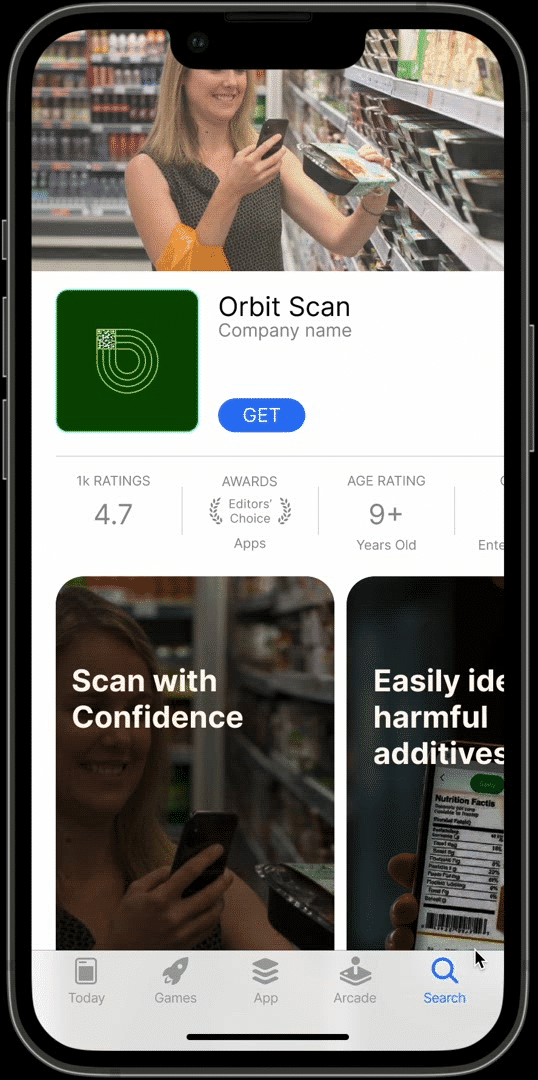 Orbit Scan
Company name
GET
1k RATINGS
4.7
AWARDS
Editors'
Choice
Apps
AGE RATING
9+
Years Old
Ente
Scan with
Confidence
Easily ide
harmful
additives
Nutrition Factis
Today
Games
App
Arcade
Search